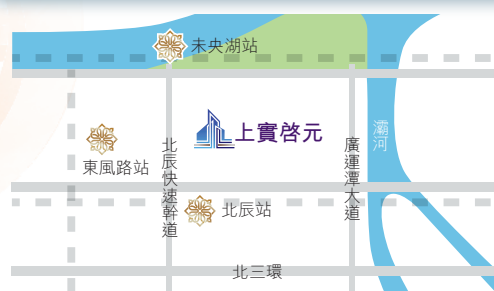 未央湖站
上實啓元
東風路站
北辰快速幹道
北辰站
廣運潭大道
灞河
北三環